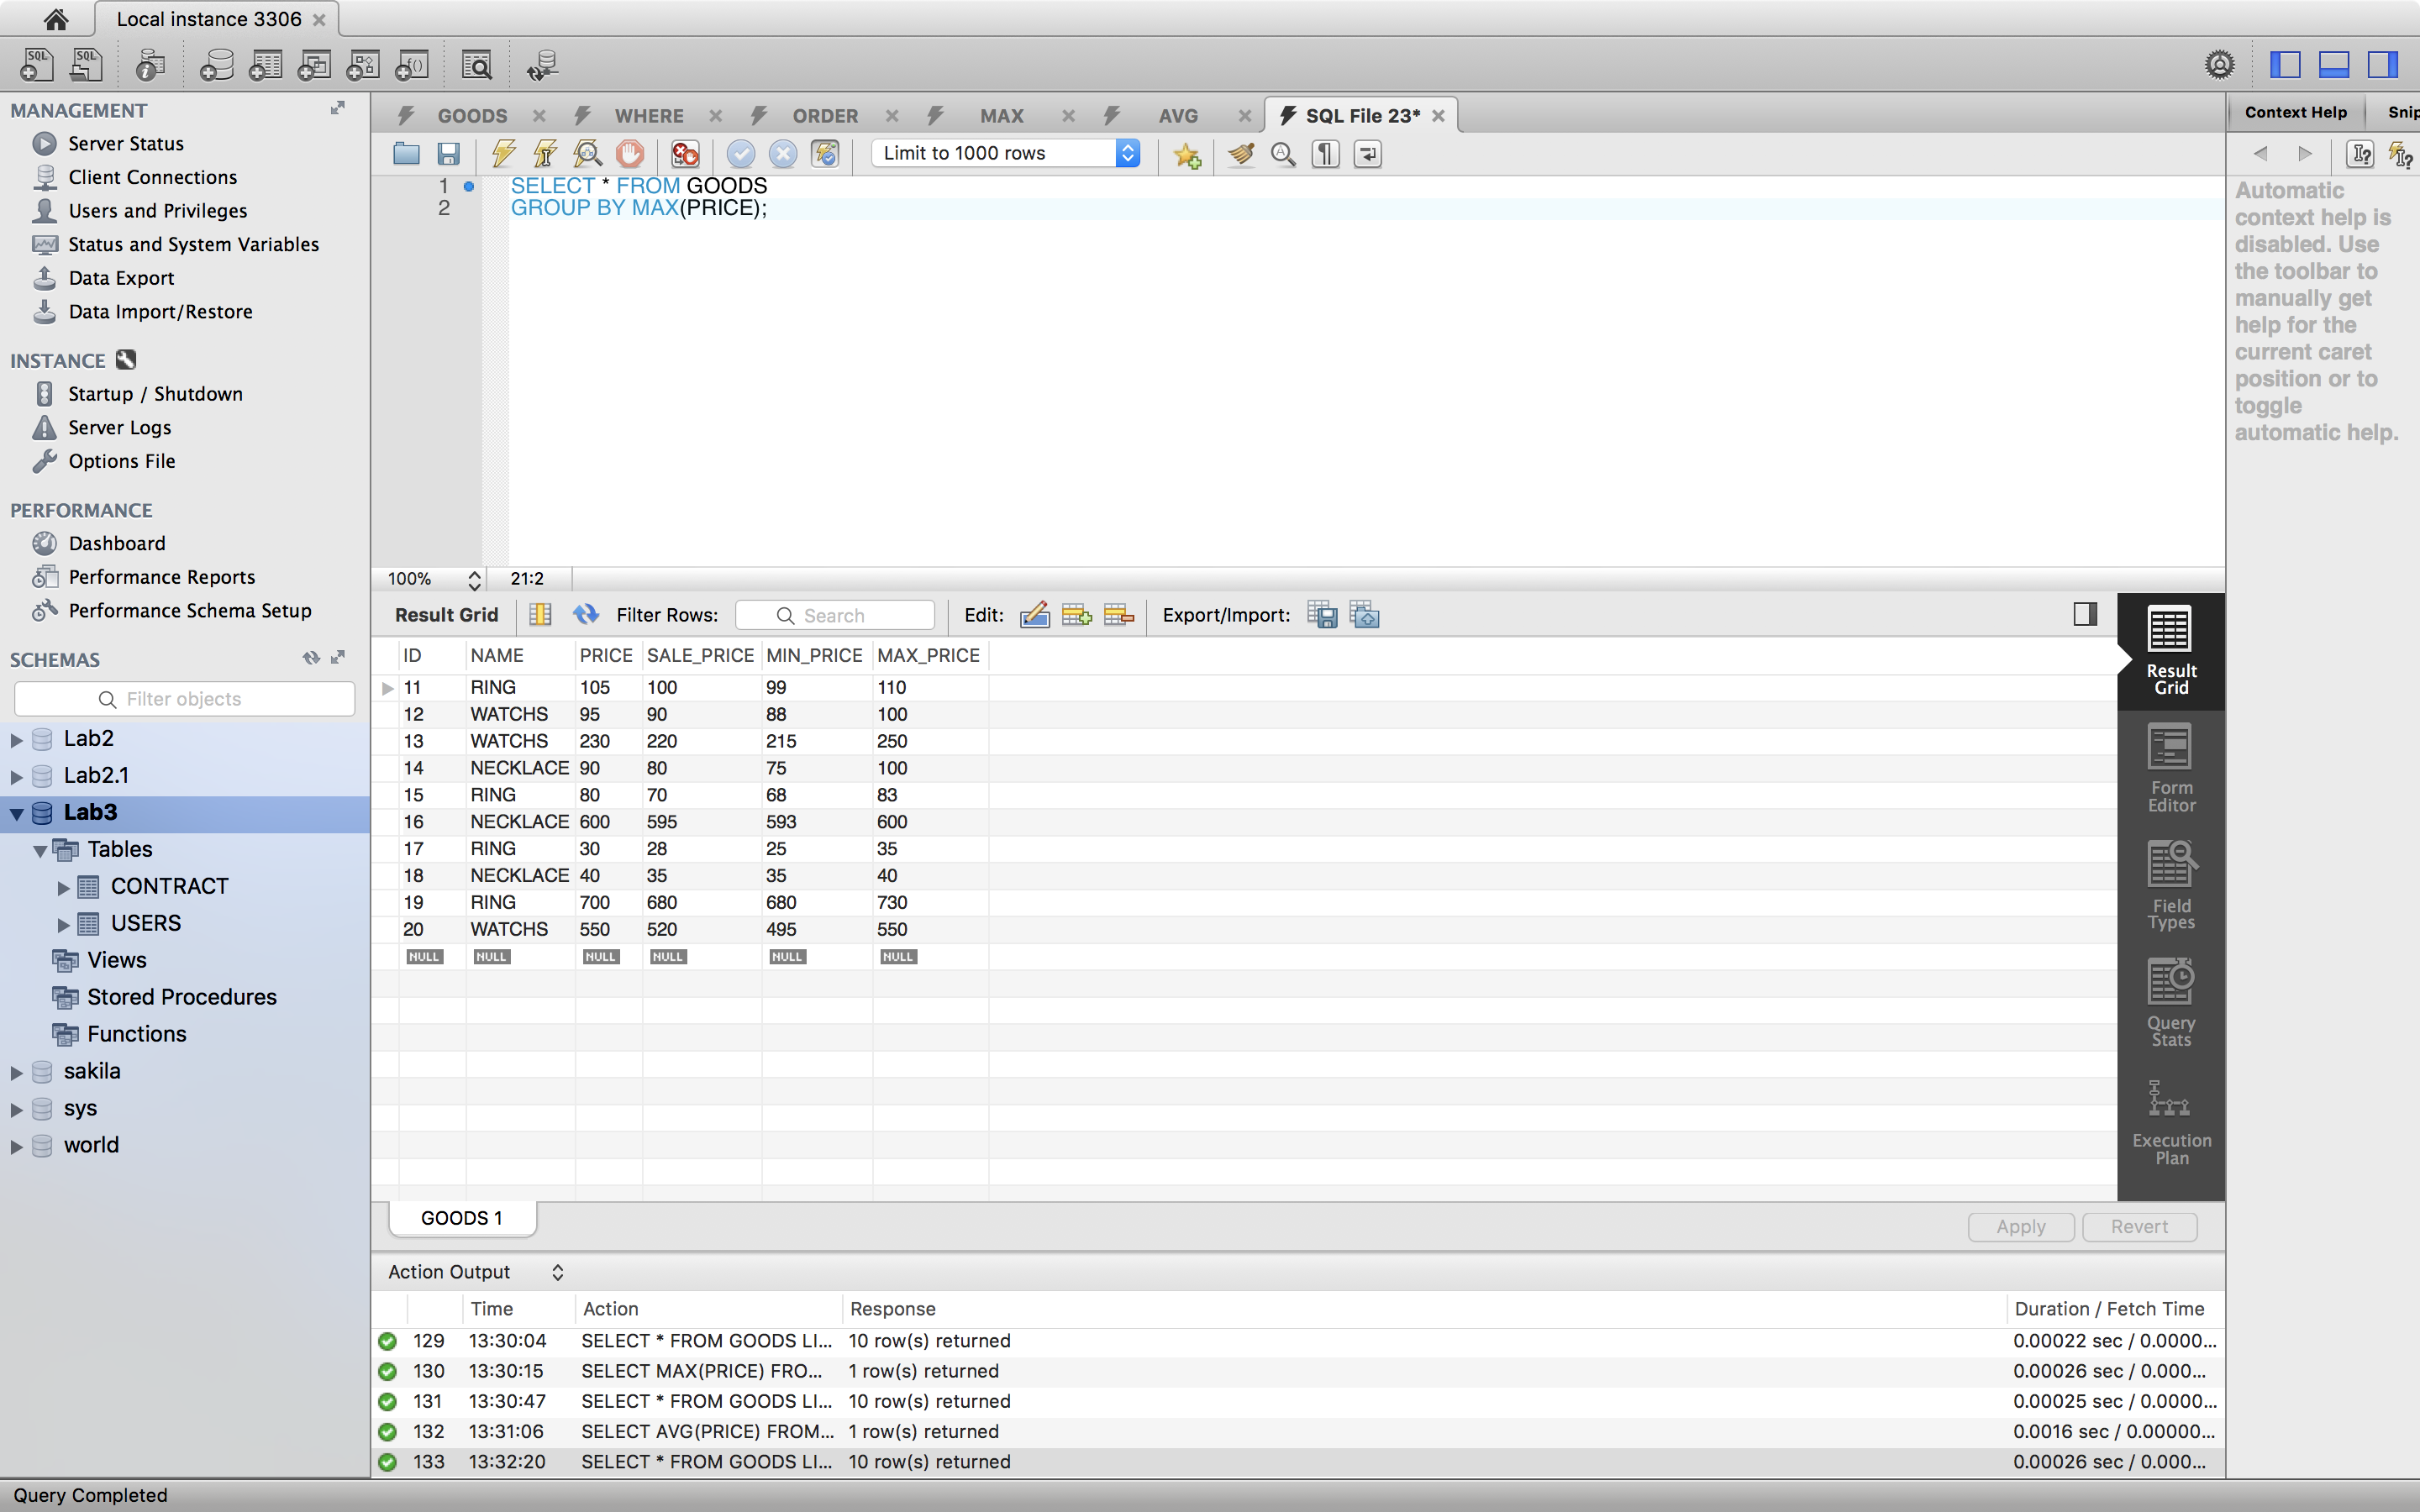 Local instance 3306
MANAGEMENT
Server Status
Client Connections
Users and Privileges
Status and System Variables
Data Export
Data Import/Restore
INSTANCE
Startup / Shutdown
Server Logs
Options File
PERFORMANCE
Dashboard
Performance Reports
Performance Schema Setup
SCHEMAS
Filter objects
Lab2
Lab2.1
Lab3
Tables
CONTRACT
USERS
Views
Stored Procedures
Functions
sakila
sys
world
GOODS WHERE ORDER MAX AVG SQL File 23*
Limit to 1000 rows
1 SELECT * FROM GOODS
2 GROUP BY MAX(PRICE);
100% 21:2
Result Grid Filter Rows: Search Edit: Export/Import:
ID NAME PRICE SALE_PRICE MIN_PRICE MAX_PRICE
11 RING 105 100 99 110
12 WATCHS 95 90 88 100
13 WATCHS 230 220 215 250
14 NECKLACE 90 80 75 100
15 RING 80 70 68 83
16 NECKLACE 600 595 593 600
17 RING 30 28 25 35
18 NECKLACE 40 35 35 40
19 RING 700 680 680 730
20 WATCHS 550 520 495 550
NULL NULL NULL NULL NULL NULL
Result
Grid
Form
Editor
Field
Types
Query
Stats
Execution
Plan
GOODS 1
Apply Revert
Action Output
Time Action Response Duration / Fetch Time
129 13:30:04 SELECT * FROM GOODS LI... 10 row(s) returned 0.00022 sec / 0.0000...
130 13:30:15 SELECT MAX(PRICE) FRO... 1 row(s) returned 0.00026 sec / 0.000...
131 13:30:47 SELECT * FROM GOODS LI... 10 row(s) returned 0.00025 sec / 0.0000...
132 13:31:06 SELECT AVG(PRICE) FROM... 1 row(s) returned 0.0016 sec / 0.00000...
133 13:32:20 SELECT * FROM GOODS LI... 10 row(s) returned 0.00026 sec / 0.000...
Context Help Snip
Automatic
context help is
disabled. Use
the toolbar to
manually get
help for the
current caret
position or to
toggle
automatic help.
Query Completed